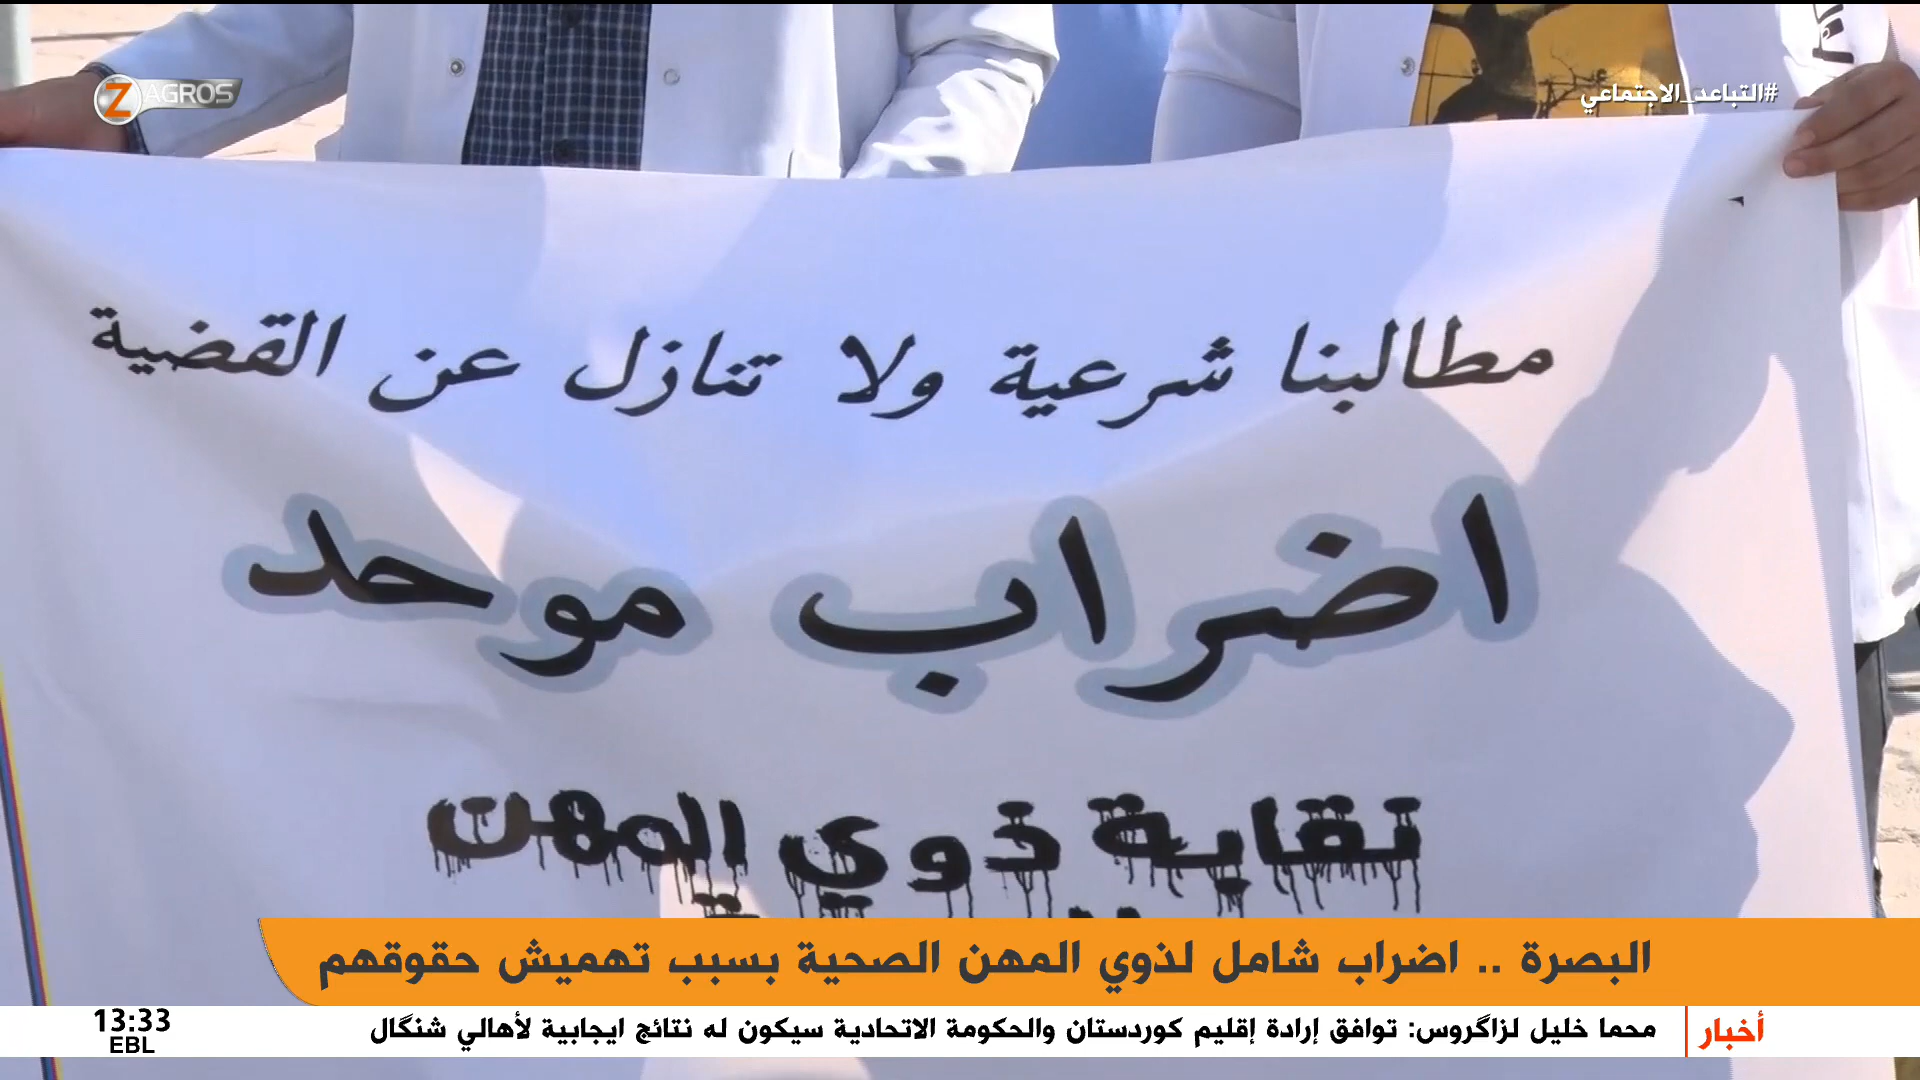 ZAGROS
#التباعد_الاجتماعي
مطالبنا شرعية ولا تنازل عن القضية
اضراب موحد
نقابة ذوي المهن
البصرة .. اضراب شامل لذوي المهن الصحية بسبب تهميش حقوقهم
أخبار
محما خليل لزاگروس: توافق إرادة إقليم كوردستان والحكومة الاتحادية سيكون له نتائج ايجابية لأهالي شنگال
13:33
EBL